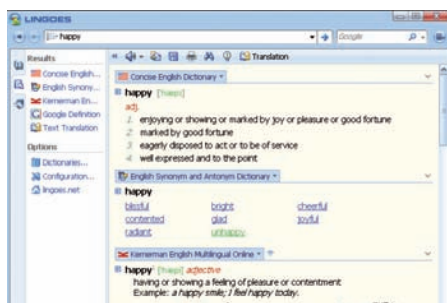 LINGOES
happy
Google
Results
Concise English...
English Synony...
Kernerman En...
Google Definition
Text Translation
Options
Dictionaries...
Configuration...
lingoes.net
Translation
Concise English Dictionary
happy
adj.
1 enjoying or showing or marked by joy or pleasure or good fortune
2 marked by good fortune
3 eagerly disposed to act or to be of service
4 well expressed and to the point
English Synonym and Antonym Dictionary
happy
blissful bright cheerful
contented glad joyful
radiant unhappy
Kernerman English Multilingual Online
happy adjective
having or showing a feeling of pleasure or contentment
Example: a happy smile; I feel happy today.